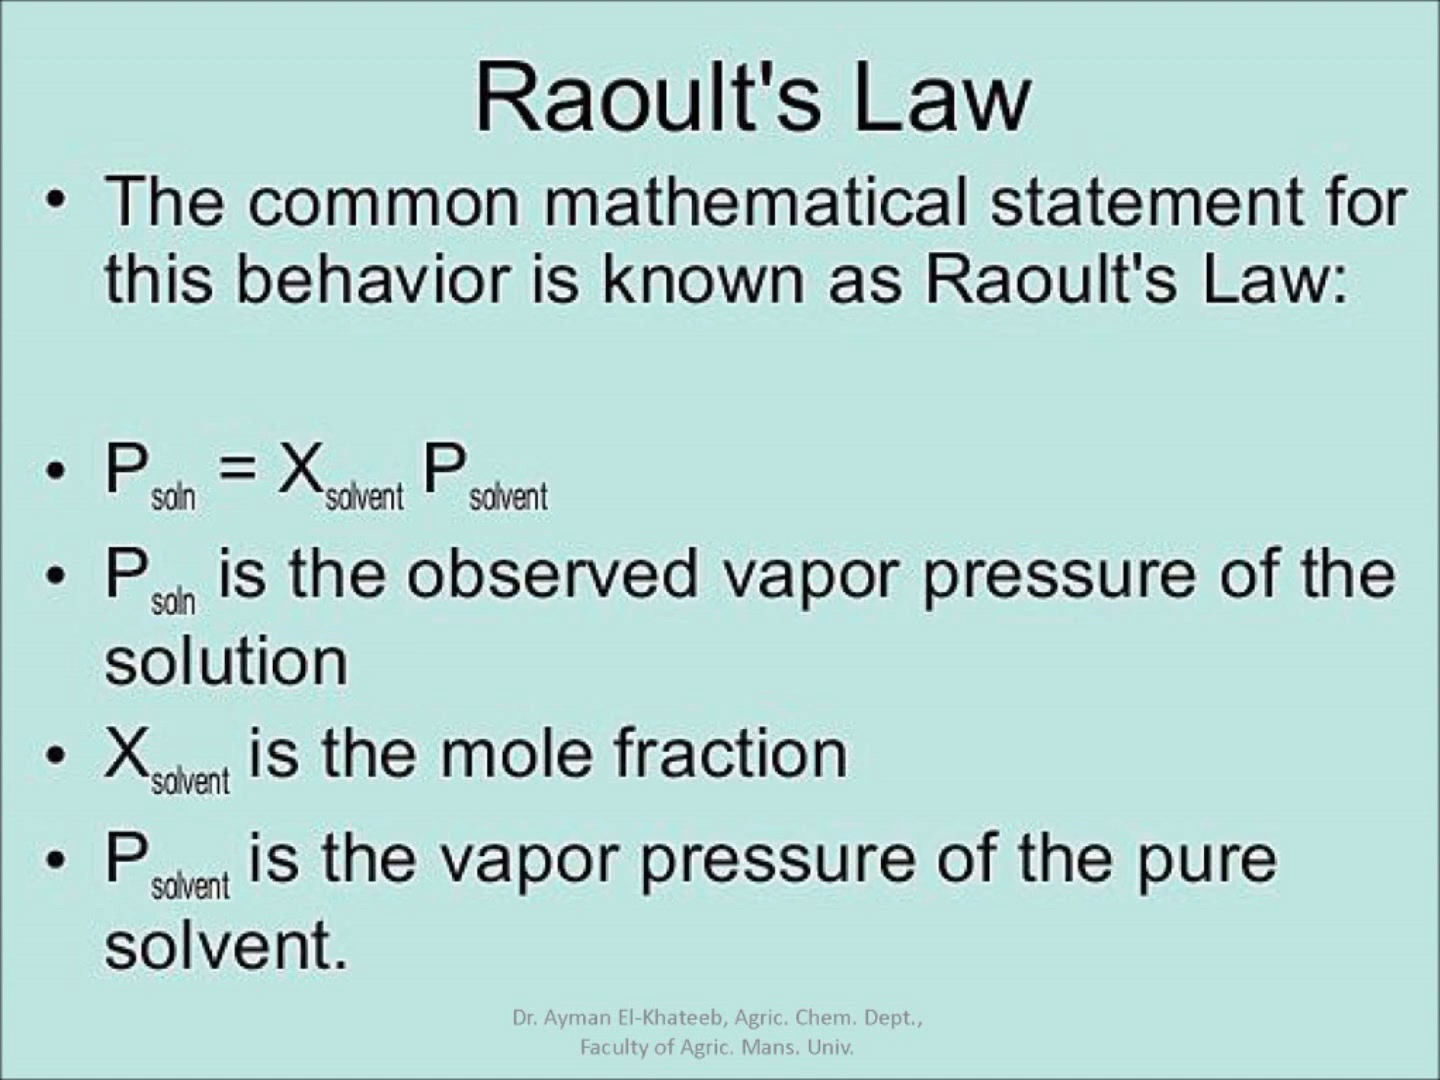 Raoult's Law
• The common mathematical statement for
this behavior is known as Raoult's Law:
• Psoln = Xsolvent Psolvent
• Psoln is the observed vapor pressure of the
solution
• Xsolvent is the mole fraction
• Psolvent is the vapor pressure of the pure
solvent.
Dr. Ayman El-Khateeb, Agric. Chem. Dept.,
Faculty of Agric. Mans. Univ.